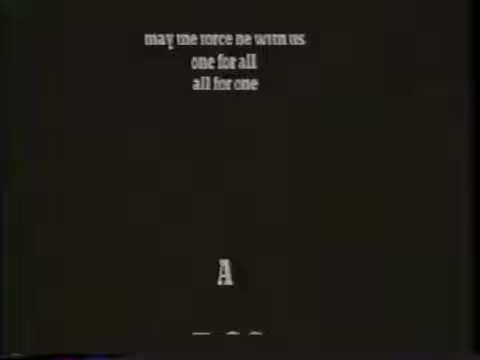 may the force be with us
one for all
all for one
A